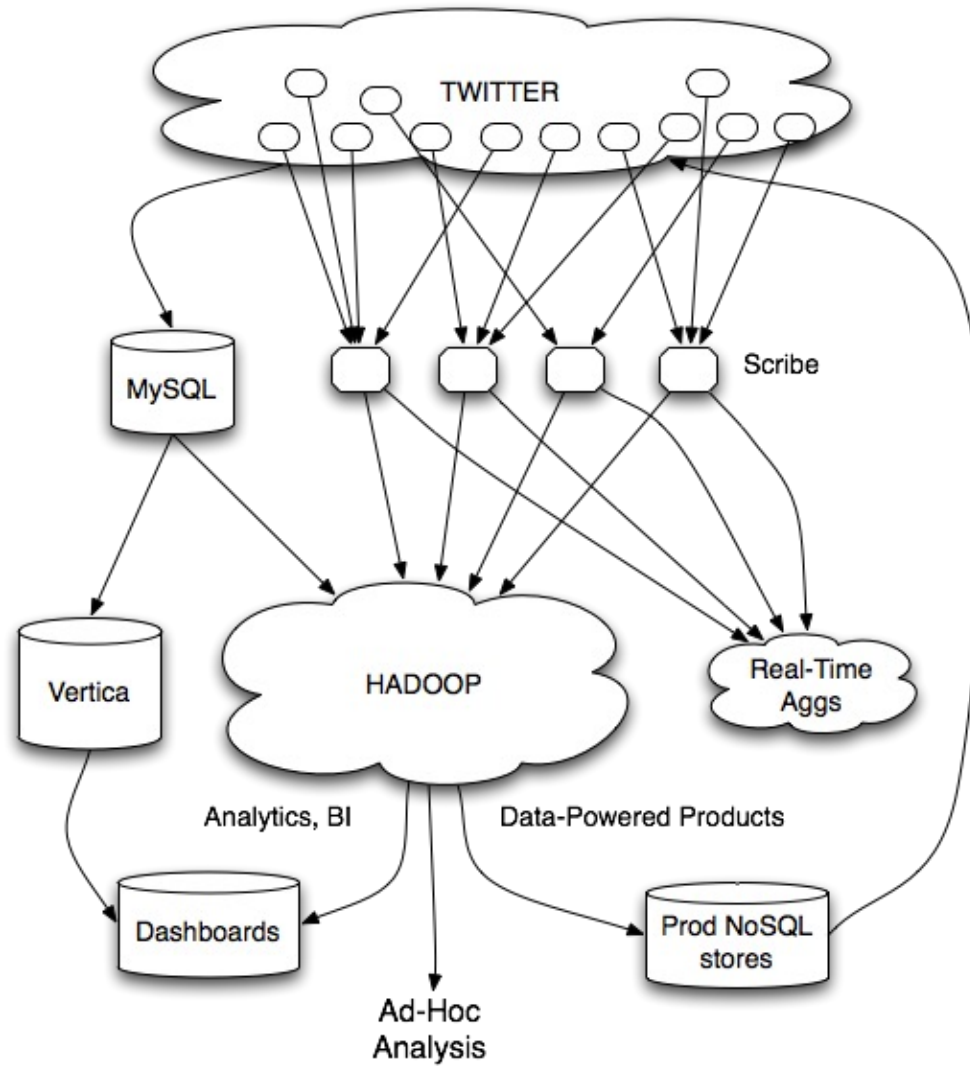 TWITTER
MySQL
Scribe
Vertica
HADOOP
Real-Time
Aggs
Analytics, BI
Data-Powered Products
Dashboards
Prod NoSQL
stores
Ad-Hoc
Analysis